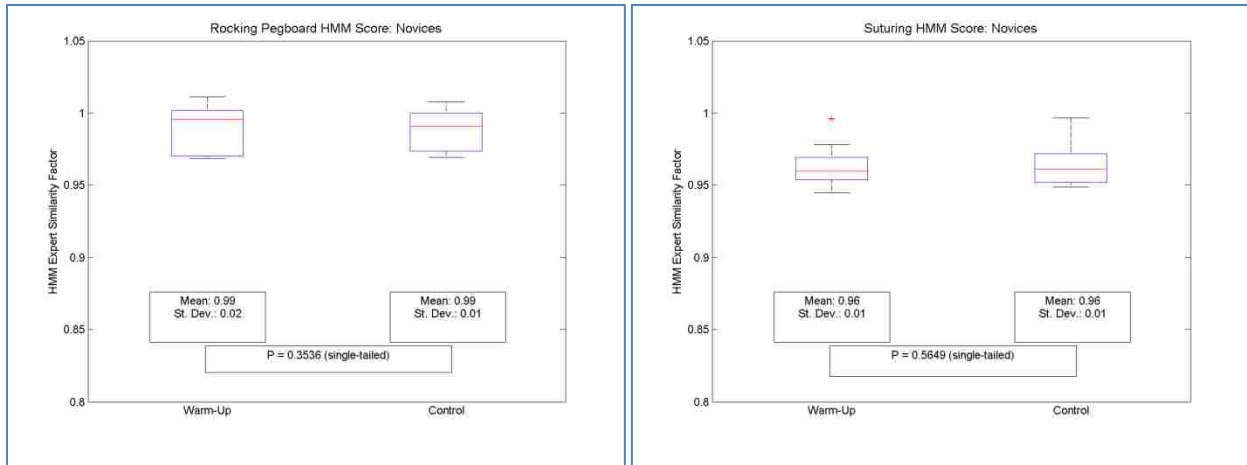 Rocking Pegboard HMM Score: Novices
1.05
1
0.95
0.9
0.85
0.8
HMM Expert Similarity Factor
Mean: 0.99
St. Dev.: 0.02
Mean: 0.99
St. Dev.: 0.01
P = 0.3536 (single-tailed)
Warm-Up
Control
Suturing HMM Score: Novices
1.05
1
0.95
0.9
0.85
0.8
HMM Expert Similarity Factor
Mean: 0.96
St. Dev.: 0.01
Mean: 0.96
St. Dev.: 0.01
P = 0.5649 (single-tailed)
Warm-Up
Control